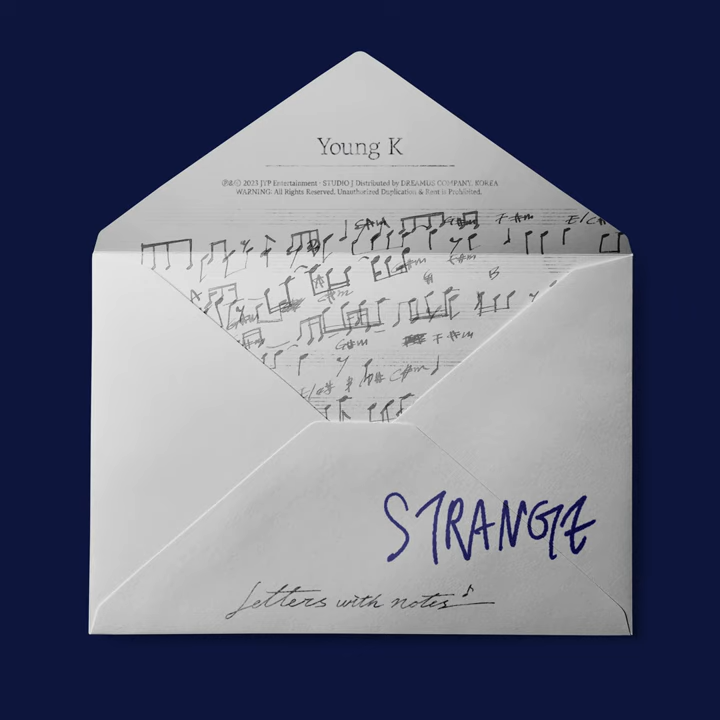 Young K
Ⓟ&Ⓒ 2023 JYP Entertainment · STUDIO J Distributed by DREAMUS COMPANY. KOREA
WARNING: All Rights Reserved. Unauthorized Duplication & Rent is Prohibited.
G#m
F#m
E/C#
G#m
B
G#m
F#m
C#m
STRANGE
Letters with notes